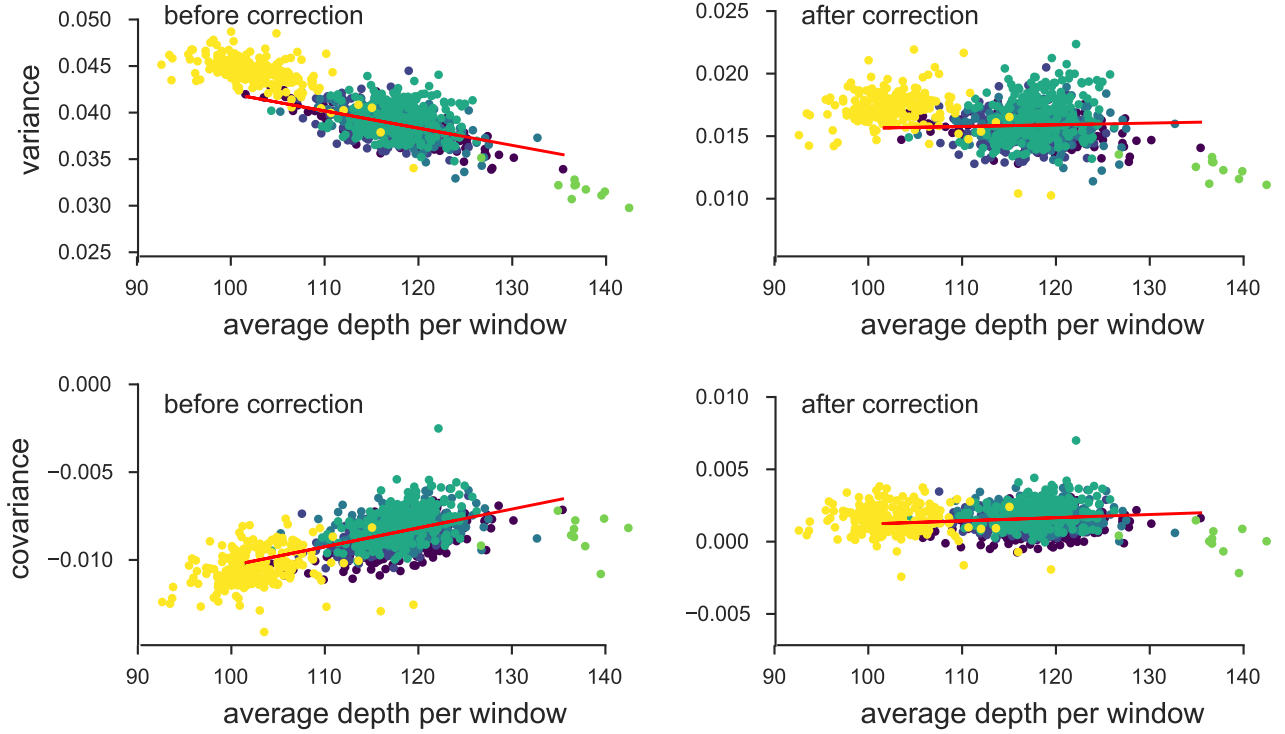 before correction
0.050
0.045
0.040
0.035
0.030
0.025
variance
90 100 110 120 130 140
average depth per window
after correction
0.025
0.020
0.015
0.010
90 100 110 120 130 140
average depth per window
before correction
0.000
−0.005
−0.010
covariance
90 100 110 120 130 140
average depth per window
after correction
0.010
0.005
0.000
−0.005
90 100 110 120 130 140
average depth per window